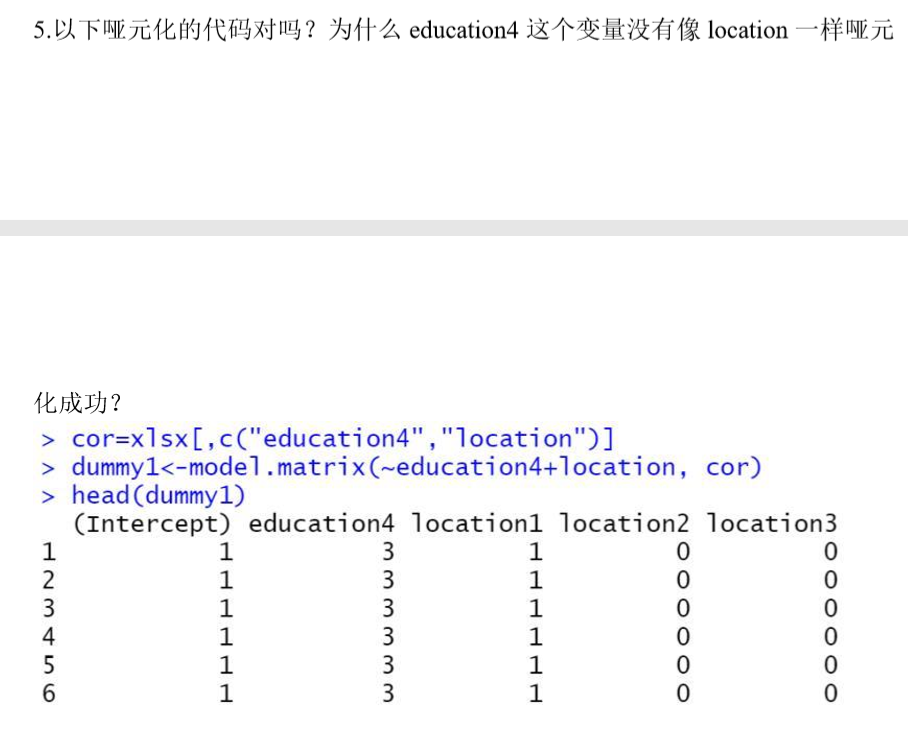 5.以下哑元化的代码对吗？为什么 education4 这个变量没有像 location 一样哑元
化成功？
> cor=xlsx[,c("education4","location")]
> dummy1<-model.matrix(~education4+location, cor)
> head(dummy1)
(Intercept) education4 location1 location2 location3
1 1 3 1 0 0
2 1 3 1 0 0
3 1 3 1 0 0
4 1 3 1 0 0
5 1 3 1 0 0
6 1 3 1 0 0